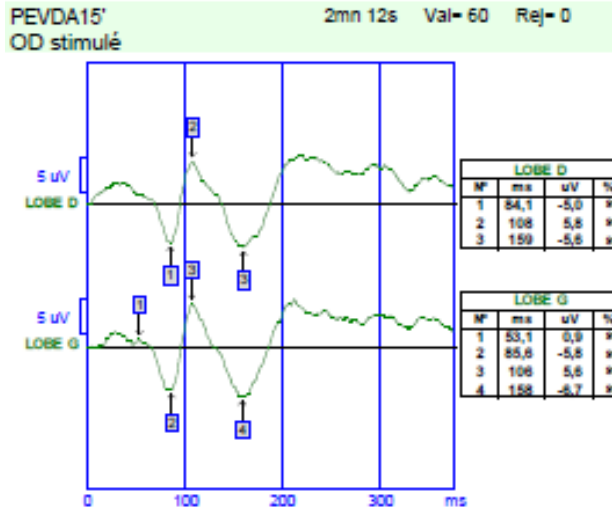 PEVDA15' 2mn 12s Val= 60 Rej= 0
OD stimulé
2
5 uV
LOBE D
1
3
LOBE D
N° ms uV %
1 84,1 -5,0
2 108 5,8
3 159 -5,6
1
3
5 uV
LOBE G
2
4
LOBE G
N° ms uV %
1 53,1 0,9
2 85,6 -5,8
3 106 5,6
4 158 -6,7
0 100 200 300 ms